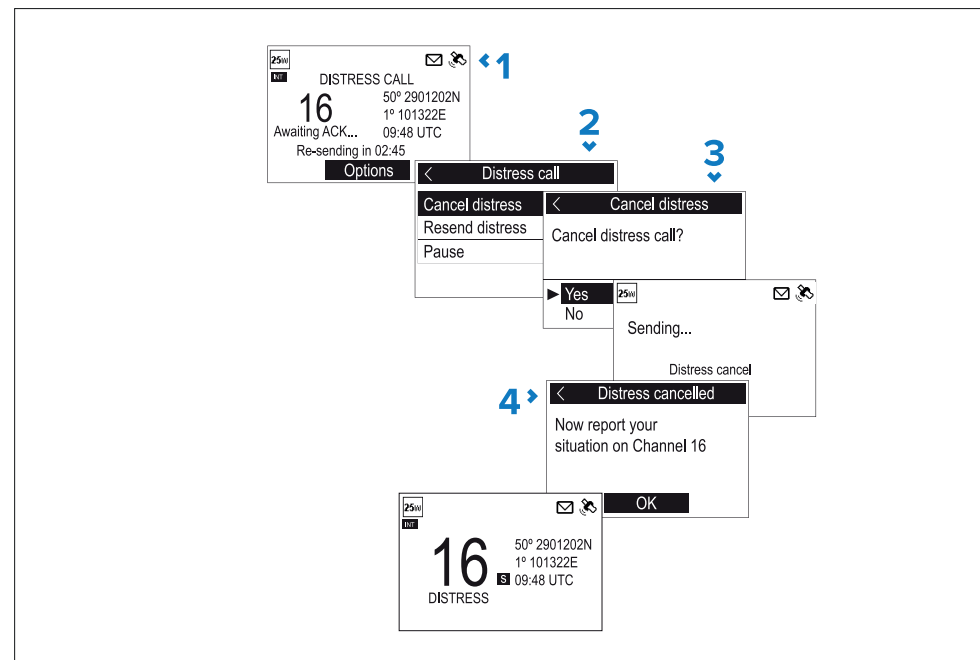 25W
INT
DISTRESS CALL
16
50º 2901202N
1º 101322E
Awaiting ACK...
09:48 UTC
Re-sending in 02:45
Options
1
2
< Distress call
Cancel distress
Resend distress
Pause
3
< Cancel distress
Cancel distress call?
Yes
No
25W
Sending...
Distress cancel
4
< Distress cancelled
Now report your
situation on Channel 16
OK
25W
INT
16
50º 2901202N
1º 101322E
S 09:48 UTC
DISTRESS